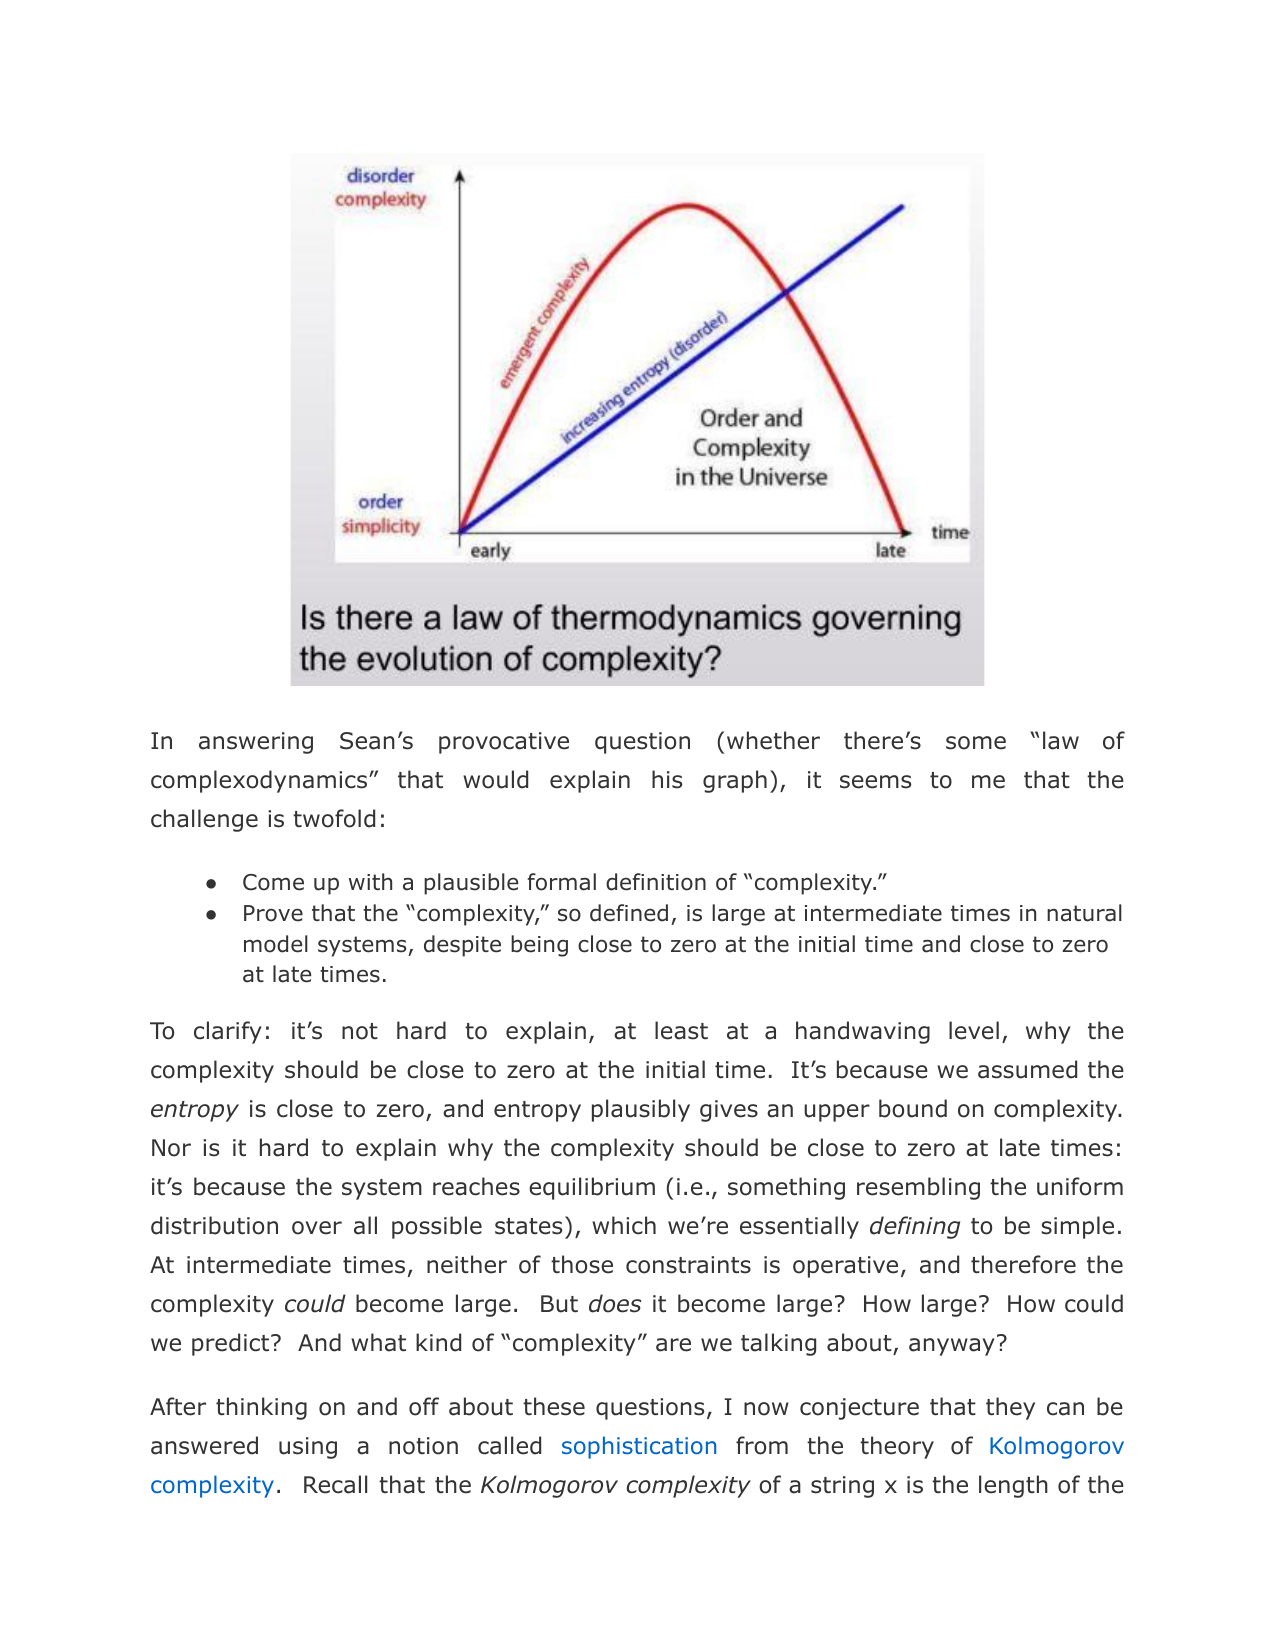 disorder
complexity
emergent complexity
increasing entropy (disorder)
Order and
Complexity
in the Universe
order
simplicity
time
early
late
Is there a law of thermodynamics governing
the evolution of complexity?
In answering Sean’s provocative question (whether there’s some “law of
complexodynamics” that would explain his graph), it seems to me that the
challenge is twofold:
● Come up with a plausible formal definition of “complexity.”
● Prove that the “complexity,” so defined, is large at intermediate times in natural
model systems, despite being close to zero at the initial time and close to zero
at late times.
To clarify: it’s not hard to explain, at least at a handwaving level, why the
complexity should be close to zero at the initial time. It’s because we assumed the
entropy is close to zero, and entropy plausibly gives an upper bound on complexity.
Nor is it hard to explain why the complexity should be close to zero at late times:
it’s because the system reaches equilibrium (i.e., something resembling the uniform
distribution over all possible states), which we’re essentially defining to be simple.
At intermediate times, neither of those constraints is operative, and therefore the
complexity could become large. But does it become large? How large? How could
we predict? And what kind of “complexity” are we talking about, anyway?
After thinking on and off about these questions, I now conjecture that they can be
answered using a notion called sophistication from the theory of Kolmogorov
complexity. Recall that the Kolmogorov complexity of a string x is the length of the